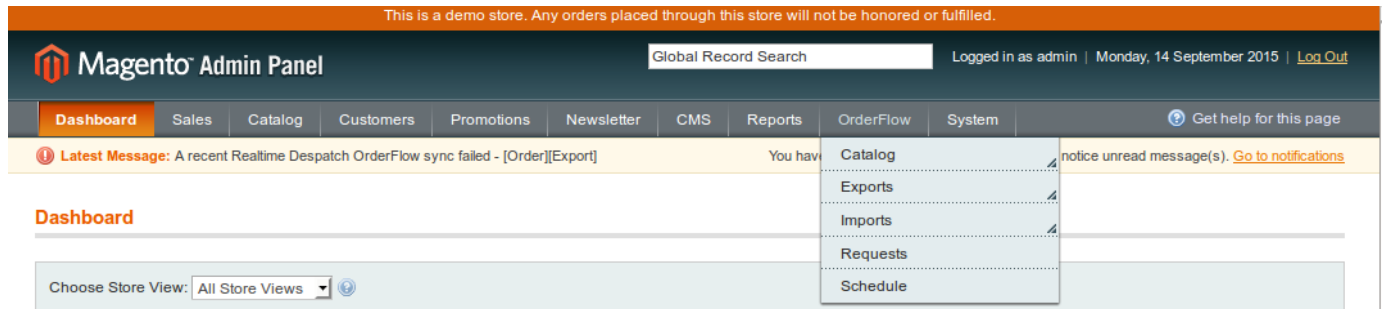 This is a demo store. Any orders placed through this store will not be honored or fulfilled.
Magento™ Admin Panel
Global Record Search
Logged in as admin | Monday, 14 September 2015 | Log Out
Dashboard Sales Catalog Customers Promotions Newsletter CMS Reports OrderFlow System Get help for this page
Latest Message: A recent Realtime Despatch OrderFlow sync failed - [Order][Export] You have notice unread message(s). Go to notifications
Catalog
Exports
Imports
Requests
Schedule
Dashboard
Choose Store View: All Store Views